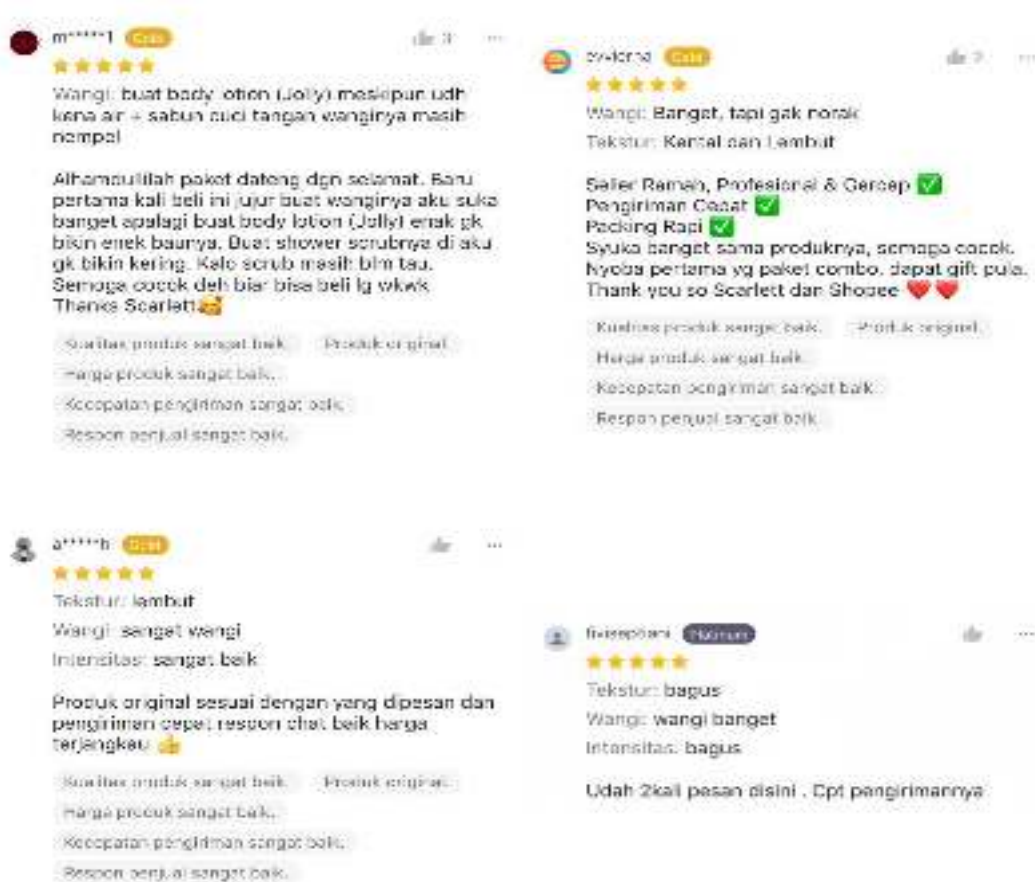 m*****1 Gold
3
Wangi: buat body lotion (Jolly) meskipun udh
kena air + sabun cuci tangan wanginya masih
nempel
Alhamdulillah paket dateng dgn selamat. Baru
pertama kali beli ini jujur buat wanginya aku suka
banget apalagi buat body lotion (Jolly) enak gk
bikin enek baunya. Buat shower scrubnya di aku
gk bikin kering. Kalo scrub masih blm tau.
Semoga cocok deh biar bisa beli lg wkwk
Thanks Scarlett
Kualitas produk sangat baik. Produk original.
Harga produk sangat baik.
Kecepatan pengiriman sangat baik.
Respon penjual sangat baik.
Gold
2
Wangi: Banget, tapi gak norak
Tekstur: Kental dan Lembut
Seller Ramah, Profesional & Gercep
Pengiriman Cepat
Packing Rapi
Syuka banget sama produknya, semoga cocok.
Nyoba pertama yg paket combo, dapat gift pula.
Thank you so Scarlett dan Shopee
Kualitas produk sangat baik. Produk original.
Harga produk sangat baik.
Kecepatan pengiriman sangat baik.
Respon penjual sangat baik.
a*****h Gold
Tekstur: lembut
Wangi: sangat wangi
Intensitas: sangat baik
Produk original sesuai dengan yang dipesan dan
pengiriman cepat respon chat baik harga
terjangkau
Kualitas produk sangat baik. Produk original.
Harga produk sangat baik.
Kecepatan pengiriman sangat baik.
Respon penjual sangat baik.
Platinum
Tekstur: bagus
Wangi: wangi banget
Intensitas: bagus
Udah 2kali pesan disini . Cpt pengirimannya